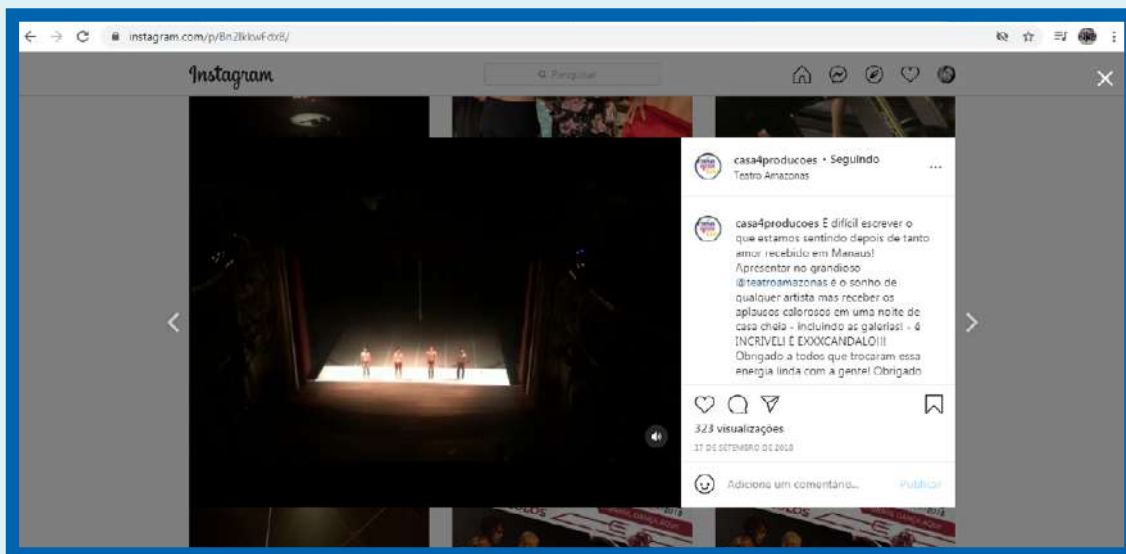 instagram.com/p/Bn2lkkwFdxB/
Instagram
Pesquisar
casa4producoes • Seguindo
Teatro Amazonas
casa4producoes É difícil escrever o
que estamos sentindo depois de tanto
amor recebido em Manaus!
Apresentar no grandioso
@teatroamazonas é o sonho de
qualquer artista mas receber os
aplausos calorosos em uma noite de
casa cheia - incluindo as galerias! - é
INCRIVEL! É EXXXCANDALO!!!
Obrigado a todos que trocaram essa
energia linda com a gente! Obrigado
323 visualizações
17 DE SETEMBRO DE 2018
Adicione um comentário...
Publicar